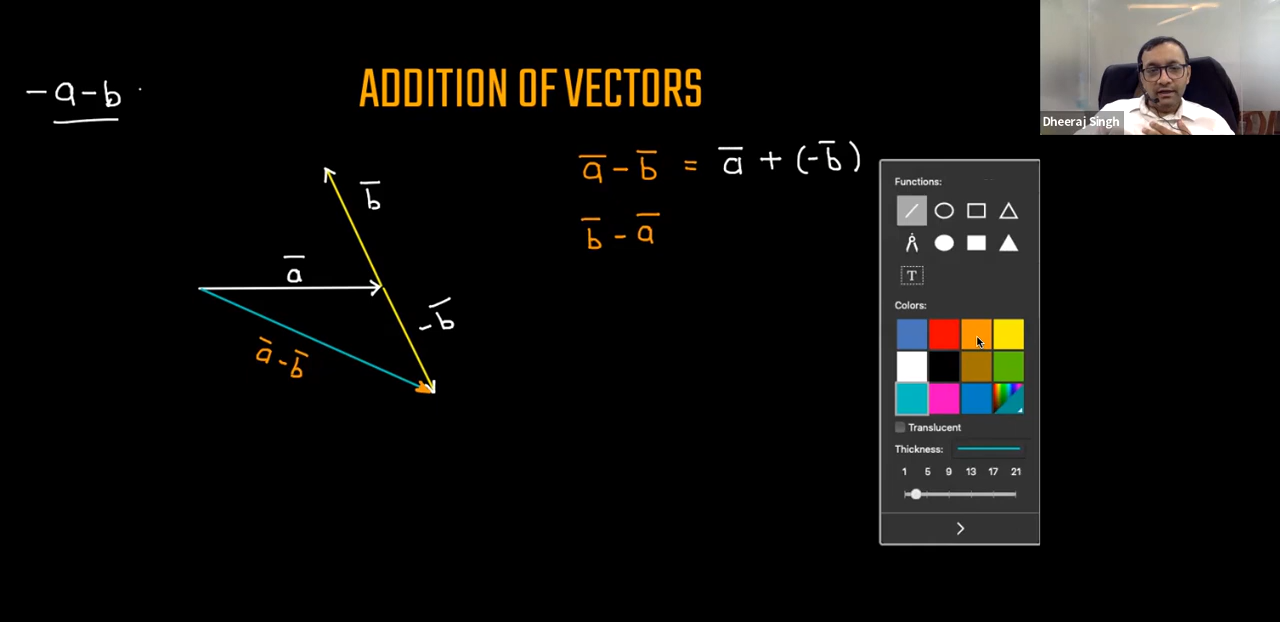 -a-b
ADDITION OF VECTORS
Dheeraj Singh
a̅ - b̅ = a̅ + (-b̅)
b̅ - a̅
b̅
a̅
-b̅
a̅-b̅
Functions:
T
Colors:
Translucent
Thickness:
1 5 9 13 17 21